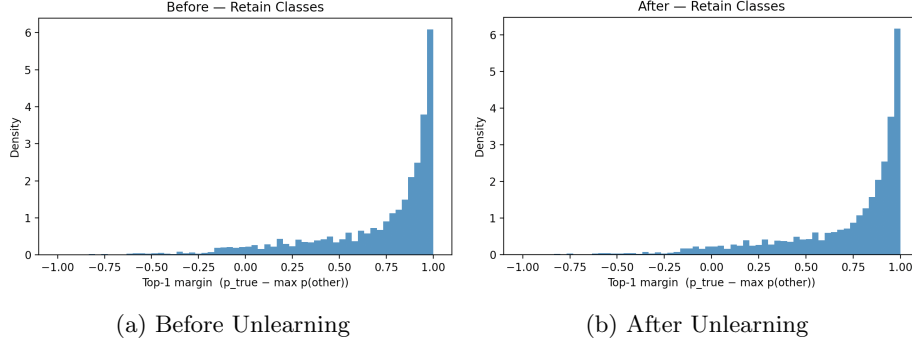 Before — Retain Classes
6
5
4
3
2
1
0
Density
−1.00 −0.75 −0.50 −0.25 0.00 0.25 0.50 0.75 1.00
Top-1 margin (p_true − max p(other))
(a) Before Unlearning
After — Retain Classes
6
5
4
3
2
1
0
Density
−1.00 −0.75 −0.50 −0.25 0.00 0.25 0.50 0.75 1.00
Top-1 margin (p_true − max p(other))
(b) After Unlearning